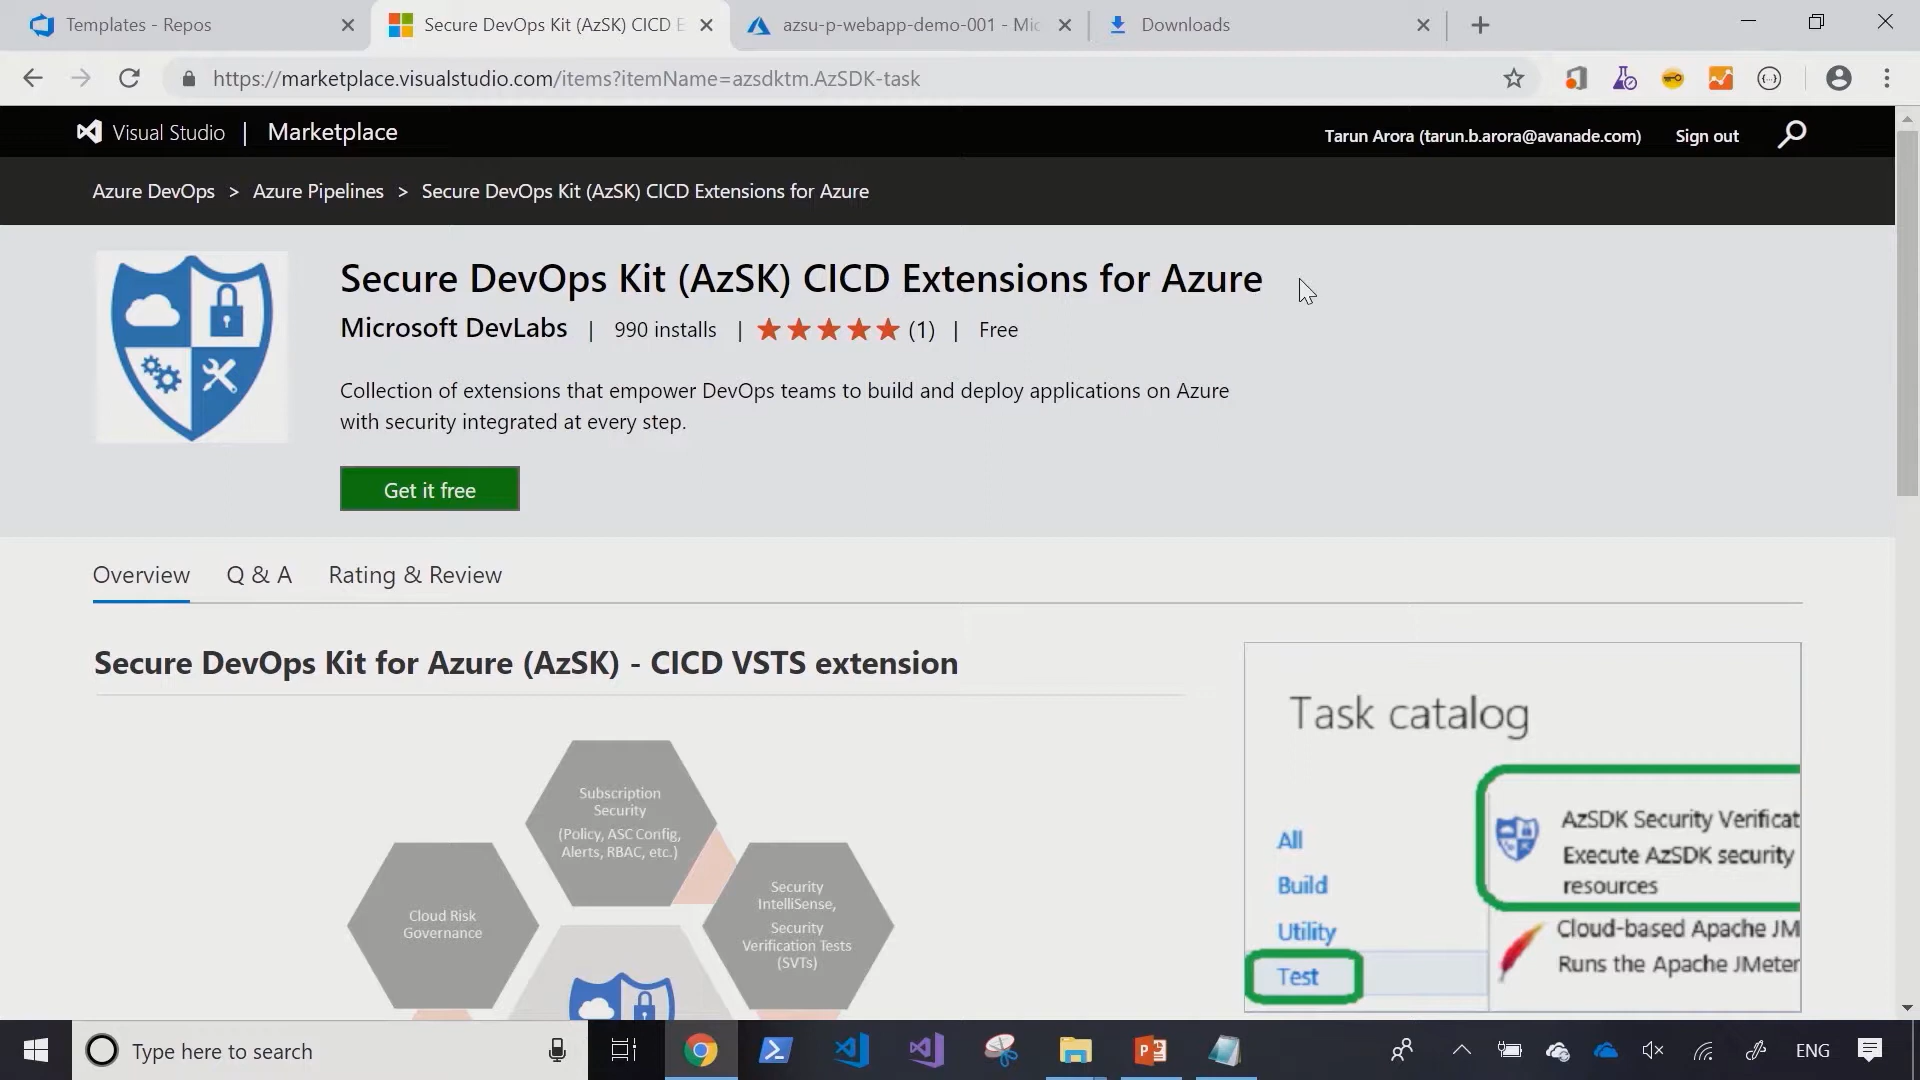 Templates - Repos
Secure DevOps Kit (AzSK) CICD E
azsu-p-webapp-demo-001 - Mic
Downloads
https://marketplace.visualstudio.com/items?itemName=azsdktm.AzSDK-task
Visual Studio | Marketplace
Tarun Arora (tarun.b.arora@avanade.com)
Sign out
Azure DevOps > Azure Pipelines > Secure DevOps Kit (AzSK) CICD Extensions for Azure
Secure DevOps Kit (AzSK) CICD Extensions for Azure
Microsoft DevLabs | 990 installs | (1) | Free
Collection of extensions that empower DevOps teams to build and deploy applications on Azure
with security integrated at every step.
Get it free
Overview
Q & A
Rating & Review
Secure DevOps Kit for Azure (AzSK) - CICD VSTS extension
Subscription
Security
(Policy, ASC Config,
Alerts, RBAC, etc.)
Cloud Risk
Governance
Security
IntelliSense,
Security
Verification Tests
(SVTs)
Task catalog
All
Build
Utility
Test
AzSDK Security Verificat
Execute AzSDK security
resources
Cloud-based Apache JM
Runs the Apache JMeter
Type here to search
ENG